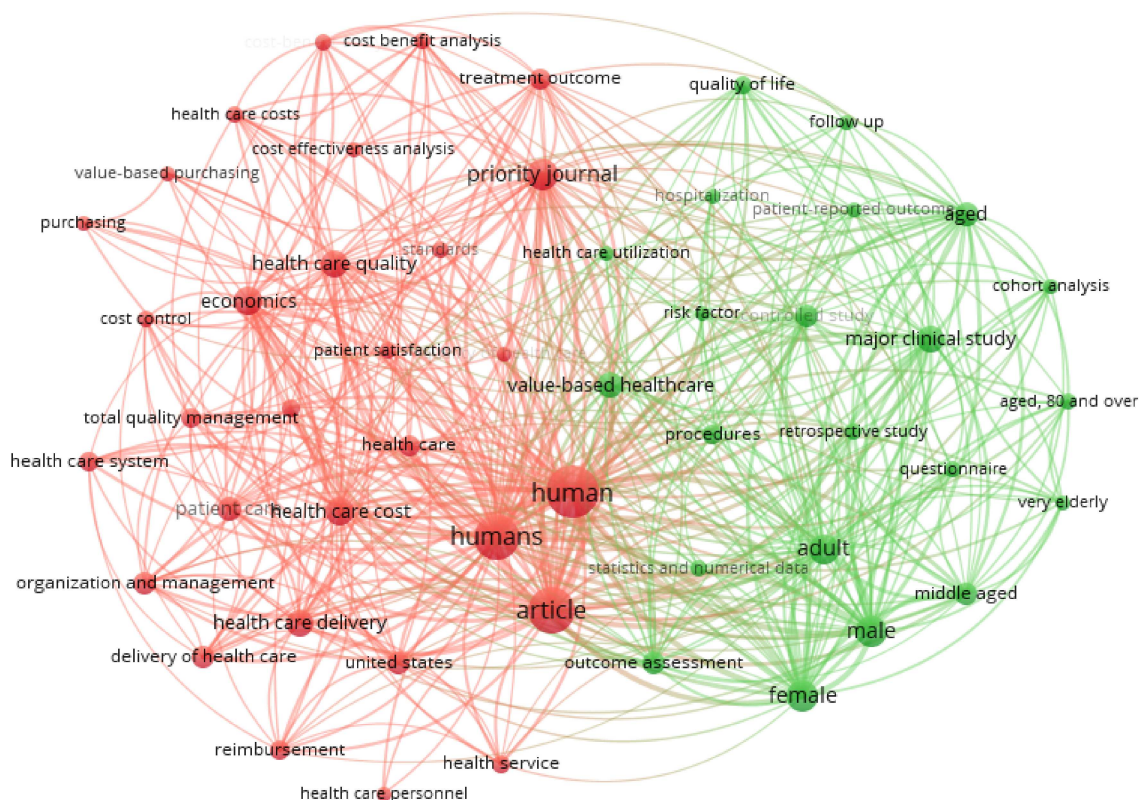 cost benefit analysis
treatment outcome
quality of life
health care costs
follow up
cost effectiveness analysis
value-based purchasing
priority journal
hospitalization
patient-reported outcome
aged
purchasing
standards
health care utilization
health care quality
cohort analysis
economics
risk factor
controlled study
cost control
major clinical study
patient satisfaction
value-based healthcare
aged, 80 and over
total quality management
procedures
retrospective study
health care
health care system
questionnaire
human
very elderly
patient care
health care cost
humans
adult
statistics and numerical data
organization and management
middle aged
article
health care delivery
male
delivery of health care
united states
outcome assessment
female
reimbursement
health service
health care personnel